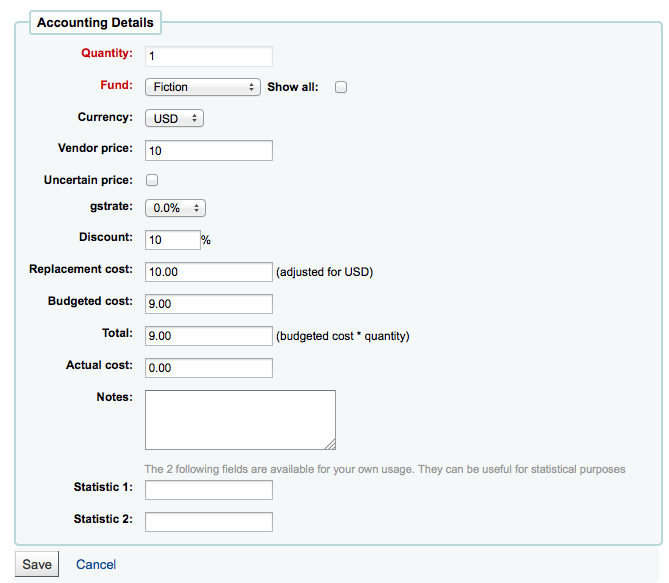 Accounting Details
Quantity: 1
Fund: Fiction Show all:
Currency: USD
Vendor price: 10
Uncertain price:
gstrate: 0.0%
Discount: 10 %
Replacement cost: 10.00 (adjusted for USD)
Budgeted cost: 9.00
Total: 9.00 (budgeted cost * quantity)
Actual cost: 0.00
Notes:
The 2 following fields are available for your own usage. They can be useful for statistical purposes
Statistic 1:
Statistic 2:
Save Cancel